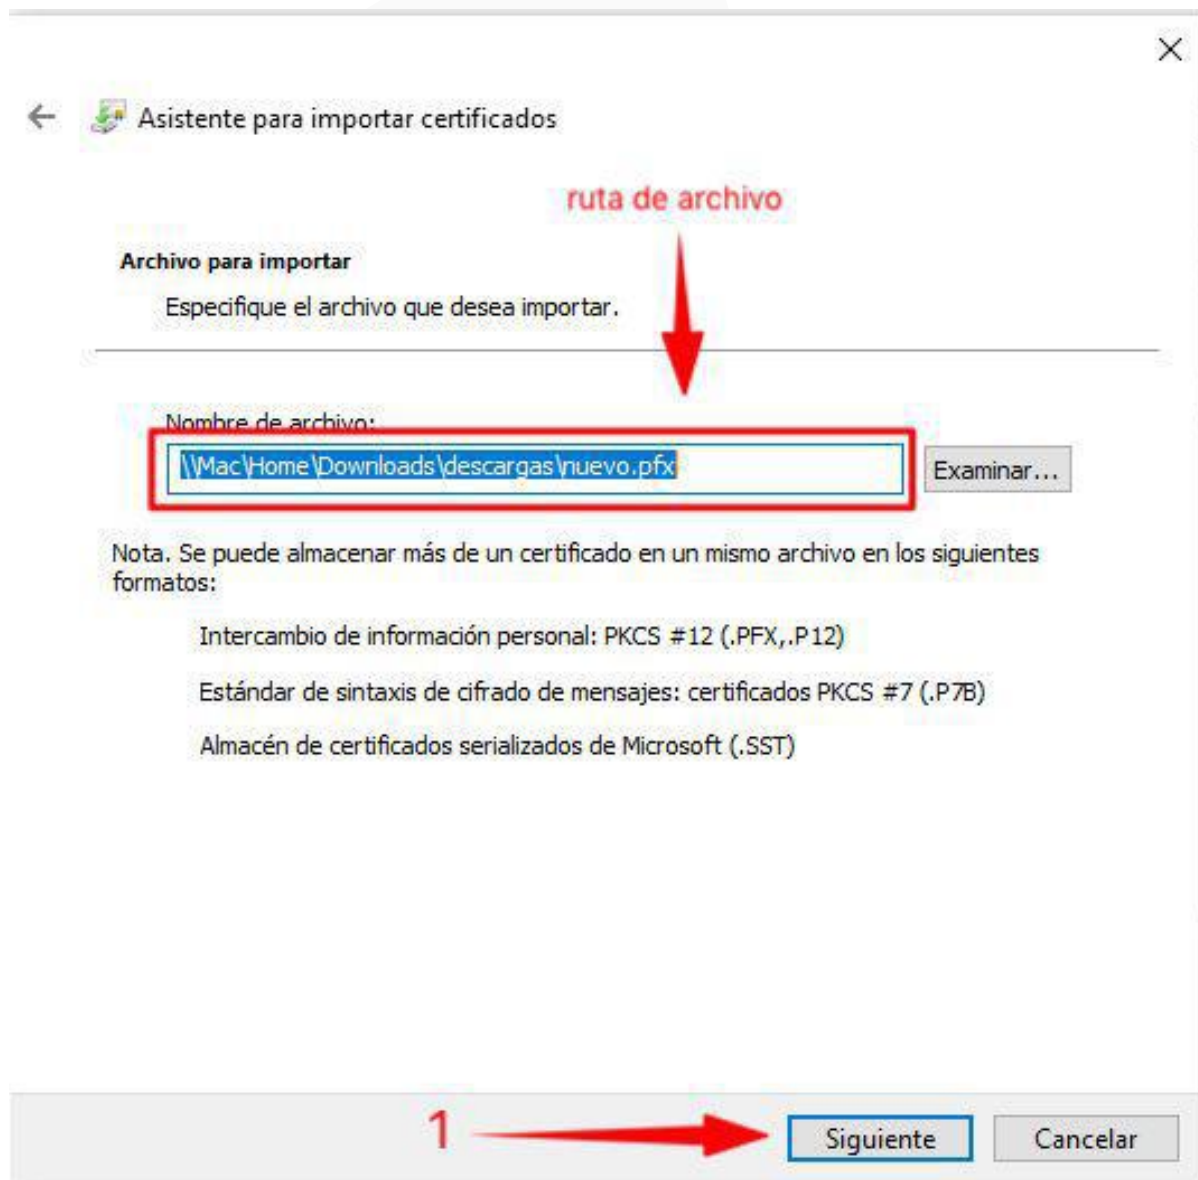 Asistente para importar certificados
ruta de archivo
Archivo para importar
Especifique el archivo que desea importar.
Nombre de archivo:
\\Mac\Home\Downloads\descargas\nuevo.pfx
Examinar...
Nota. Se puede almacenar más de un certificado en un mismo archivo en los siguientes
formatos:
Intercambio de información personal: PKCS #12 (.PFX,.P12)
Estándar de sintaxis de cifrado de mensajes: certificados PKCS #7 (.P7B)
Almacén de certificados serializados de Microsoft (.SST)
1
Siguiente
Cancelar